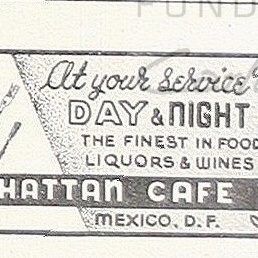 FUND
At your Service
DAY & NIGHT
THE FINEST IN FOOD
LIQUORS & WINES
HATTAN CAFE
MEXICO, D.F.